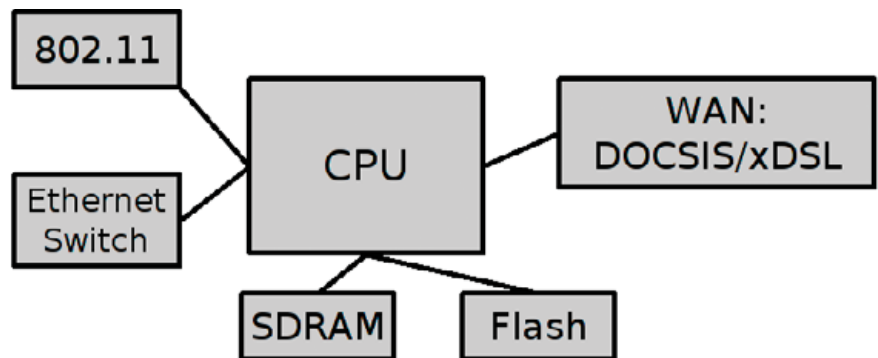 802.11
CPU
WAN:
DOCSIS/xDSL
Ethernet
Switch
SDRAM
Flash